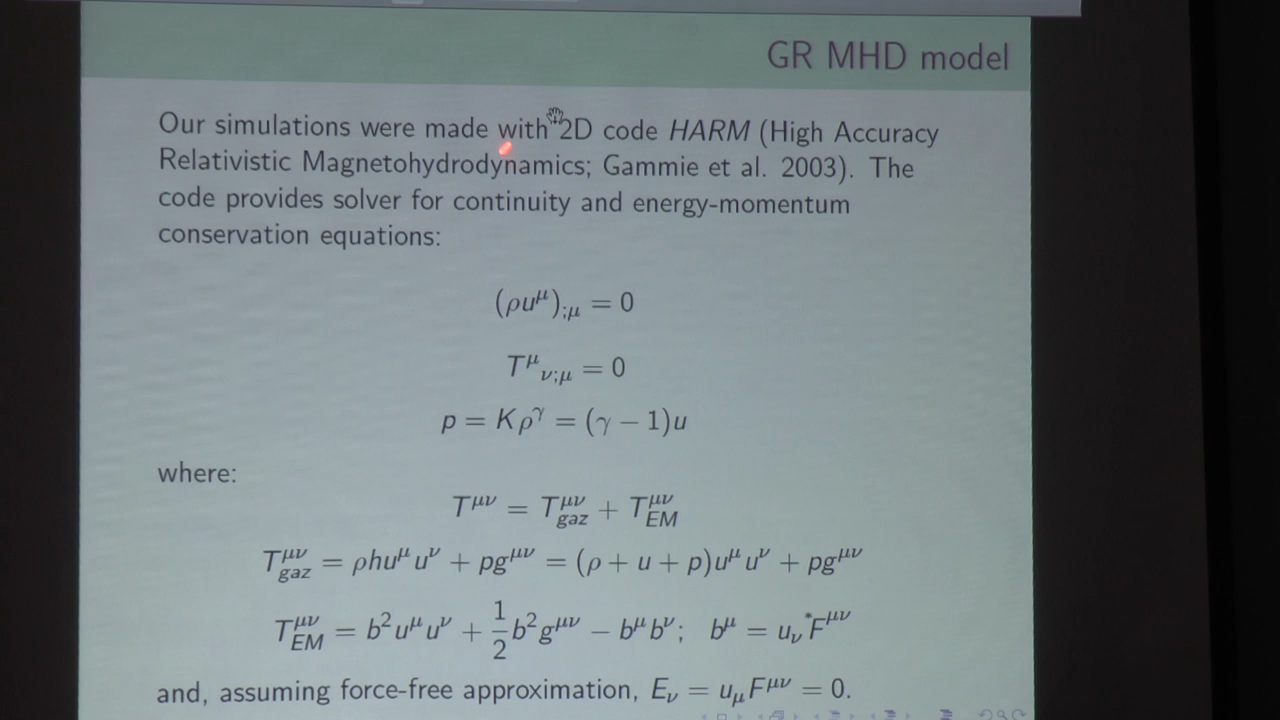 GR MHD model
Our simulations were made with 2D code HARM (High Accuracy
Relativistic Magnetohydrodynamics; Gammie et al. 2003). The
code provides solver for continuity and energy-momentum
conservation equations:
(ρu^μ)_{;μ} = 0
T^μ_{ν;μ} = 0
p = Kρ^γ = (γ − 1)u
where:
T^{μν} = T^{μν}_{gaz} + T^{μν}_{EM}
T^{μν}_{gaz} = ρhu^μu^ν + pg^{μν} = (ρ + u + p)u^μu^ν + pg^{μν}
T^{μν}_{EM} = b²u^μu^ν + 1/2 b²g^{μν} − b^μb^ν; b^μ = u_ν*F^{μν}
and, assuming force-free approximation, E_ν = u_μF^{μν} = 0.